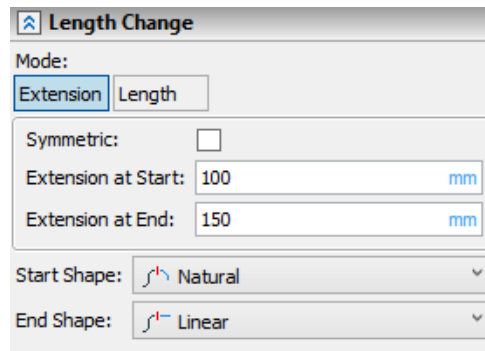 Length Change
Mode:
Extension Length
Symmetric:
Extension at Start: 100 mm
Extension at End: 150 mm
Start Shape: Natural
End Shape: Linear